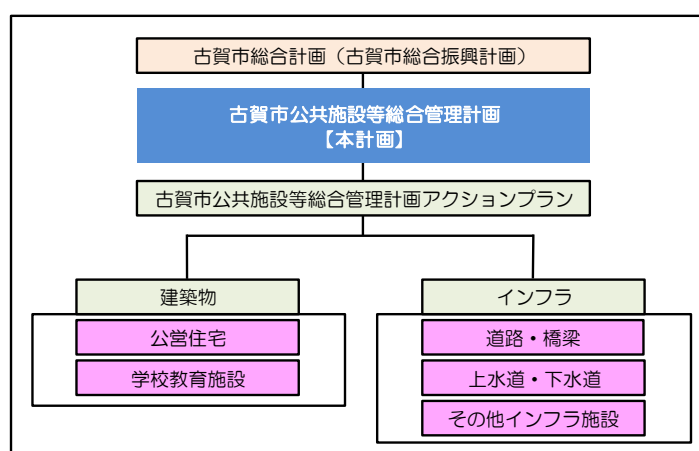 古賀市総合計画（古賀市総合振興計画）
古賀市公共施設等総合管理計画
【本計画】
古賀市公共施設等総合管理計画アクションプラン
建築物
公営住宅
学校教育施設
インフラ
道路・橋梁
上水道・下水道
その他インフラ施設